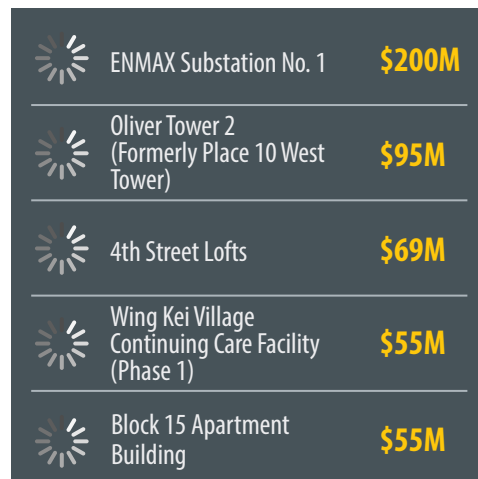 ENMAX Substation No. 1 $200M
Oliver Tower 2
(Formerly Place 10 West $95M
Tower)
4th Street Lofts $69M
Wing Kei Village
Continuing Care Facility $55M
(Phase 1)
Block 15 Apartment
Building $55M